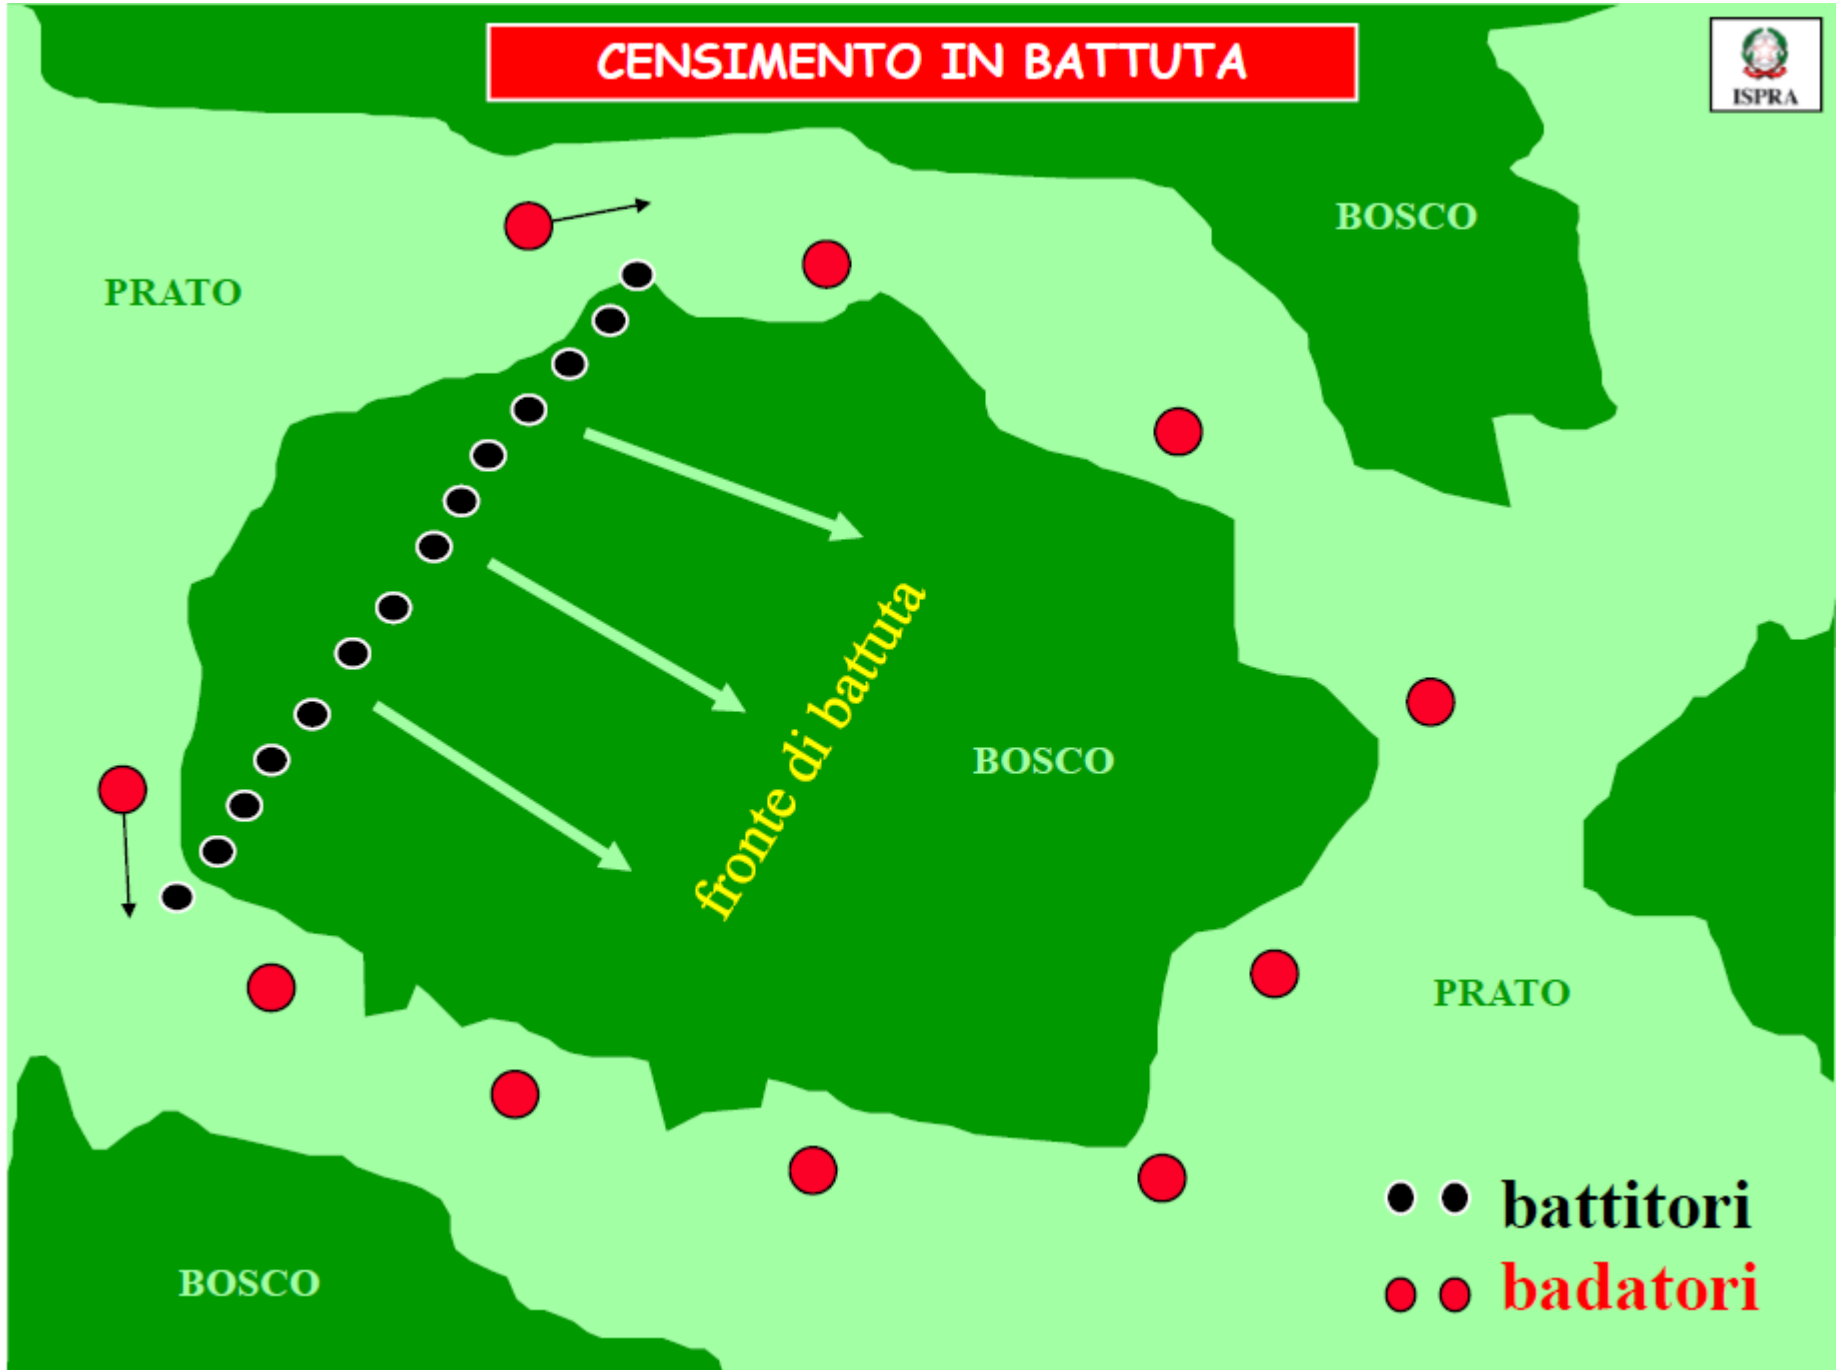 CENSIMENTO IN BATTUTA
ISPRA
BOSCO
PRATO
fronte di battuta
BOSCO
PRATO
battitori
BOSCO
badatori